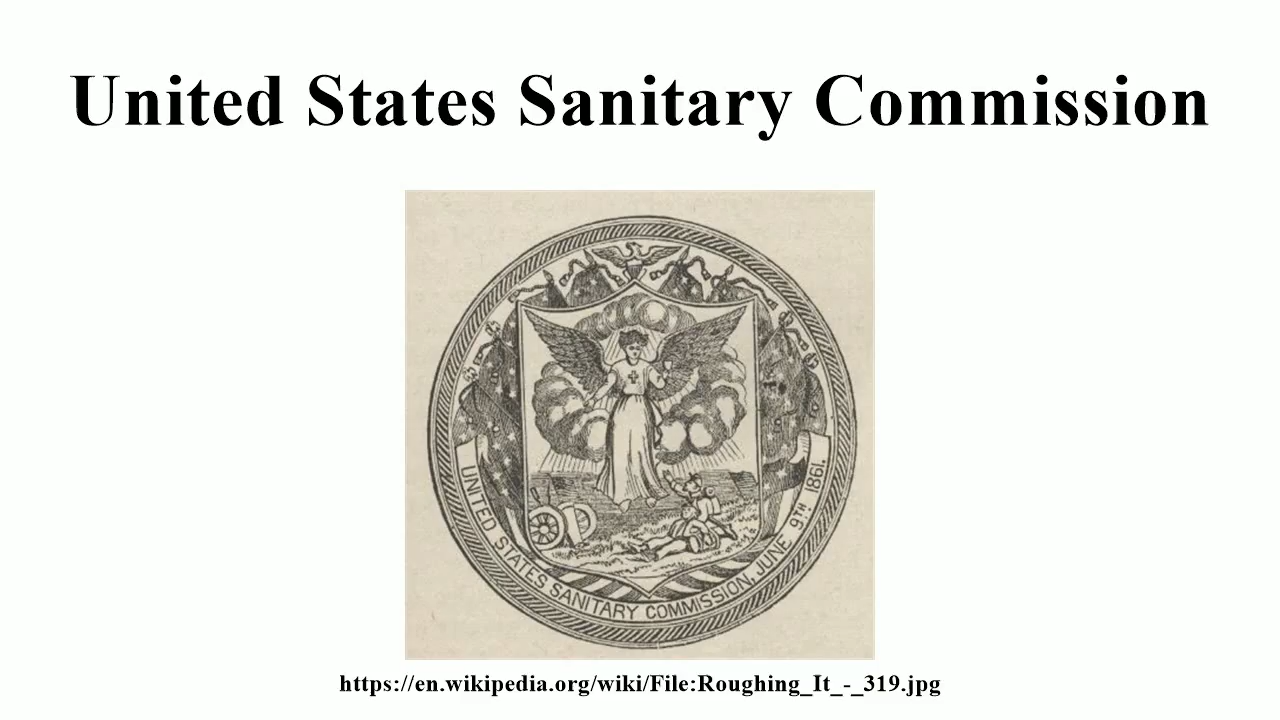 United States Sanitary Commission
UNITED STATES SANITARY COMMISSION, JUNE 9TH 1861.
https://en.wikipedia.org/wiki/File:Roughing_It_-_319.jpg